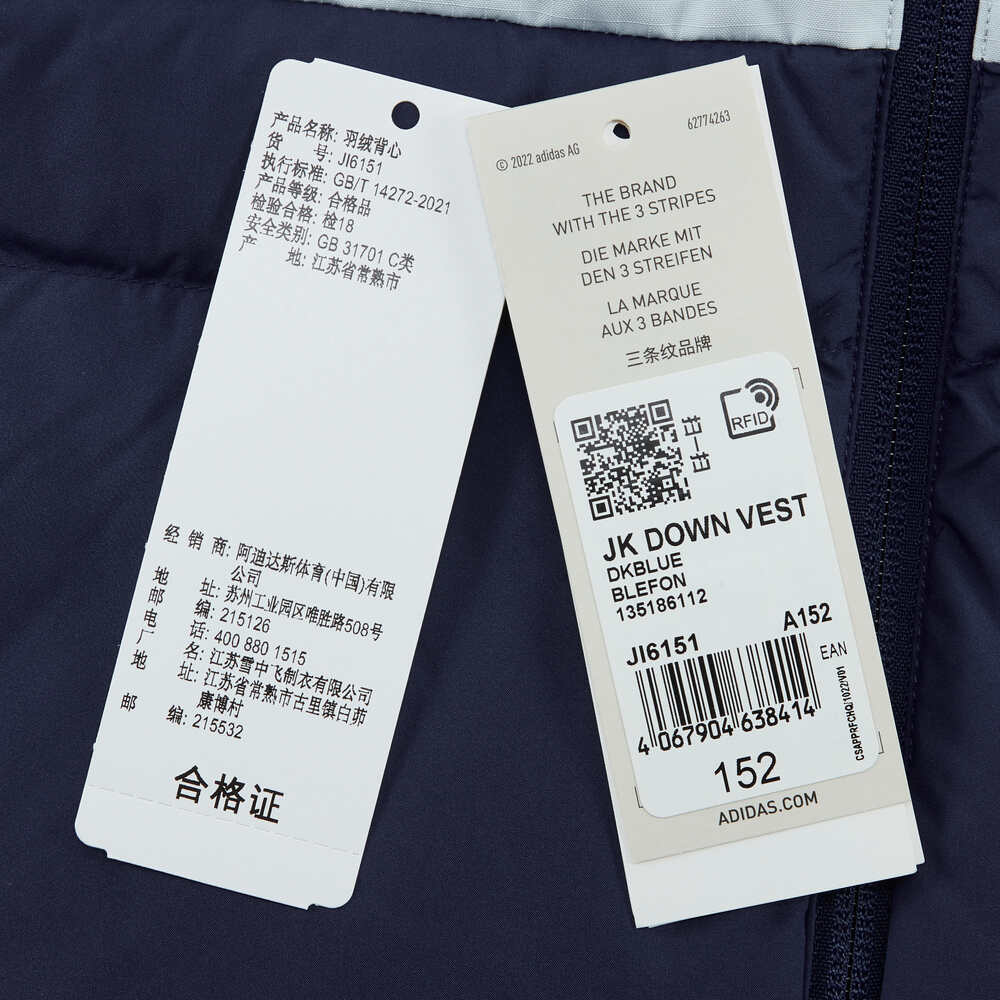 产品名称: 羽绒背心
货 号: JI6151
执行标准: GB/T 14272-2021
产品等级: 合格品
检验合格: 检18
安全类别: GB 31701 C类
产 地: 江苏省常熟市
经 销 商: 阿迪达斯体育(中国)有限
公司
地 址: 苏州工业园区唯胜路508号
邮 编: 215126
电 话: 400 880 1515
厂 名: 江苏雪中飞制衣有限公司
地 址: 江苏省常熟市古里镇白茆
康博村
邮 编: 215532
合格证
62774263
© 2022 adidas AG
THE BRAND
WITH THE 3 STRIPES
DIE MARKE MIT
DEN 3 STREIFEN
LA MARQUE
AUX 3 BANDES
三条纹品牌
扫一扫
RFID
JK DOWN VEST
DKBLUE
BLEFON
135186112
JI6151 A152
EAN
4 067904 638414
CSAPPRFCHQ/1022/V01
152
ADIDAS.COM